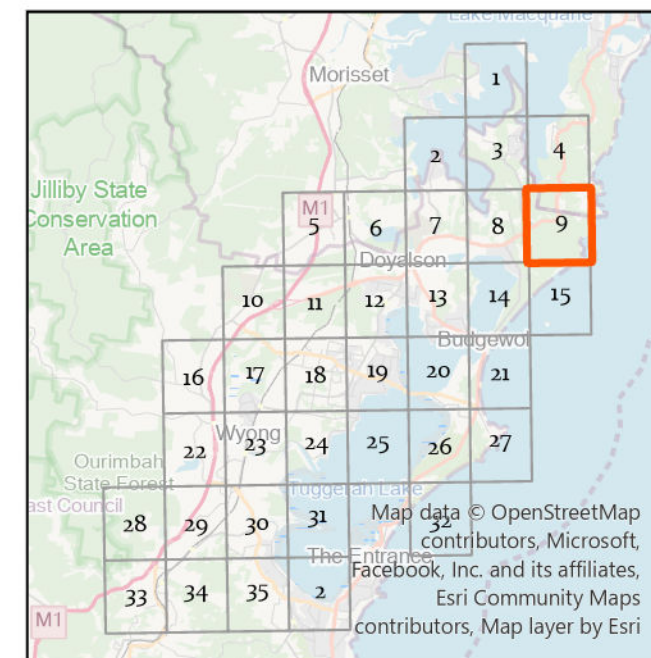 Lake Macquarie
Morisset
1
2
3
4
Jilliby State
Conservation
Area
M1
5
6
7
8
9
Doyalson
10
11
12
13
14
15
Budgewoi
16
17
18
19
20
21
Wyong
22
23
24
25
26
27
Ourimbah
State Forest
ast Council
Tuggerah Lake
28
29
30
31
32
Map data © OpenStreetMap
contributors, Microsoft,
The Entrance
Facebook, Inc. and its affiliates,
33
34
35
2
Esri Community Maps
M1
contributors, Map layer by Esri